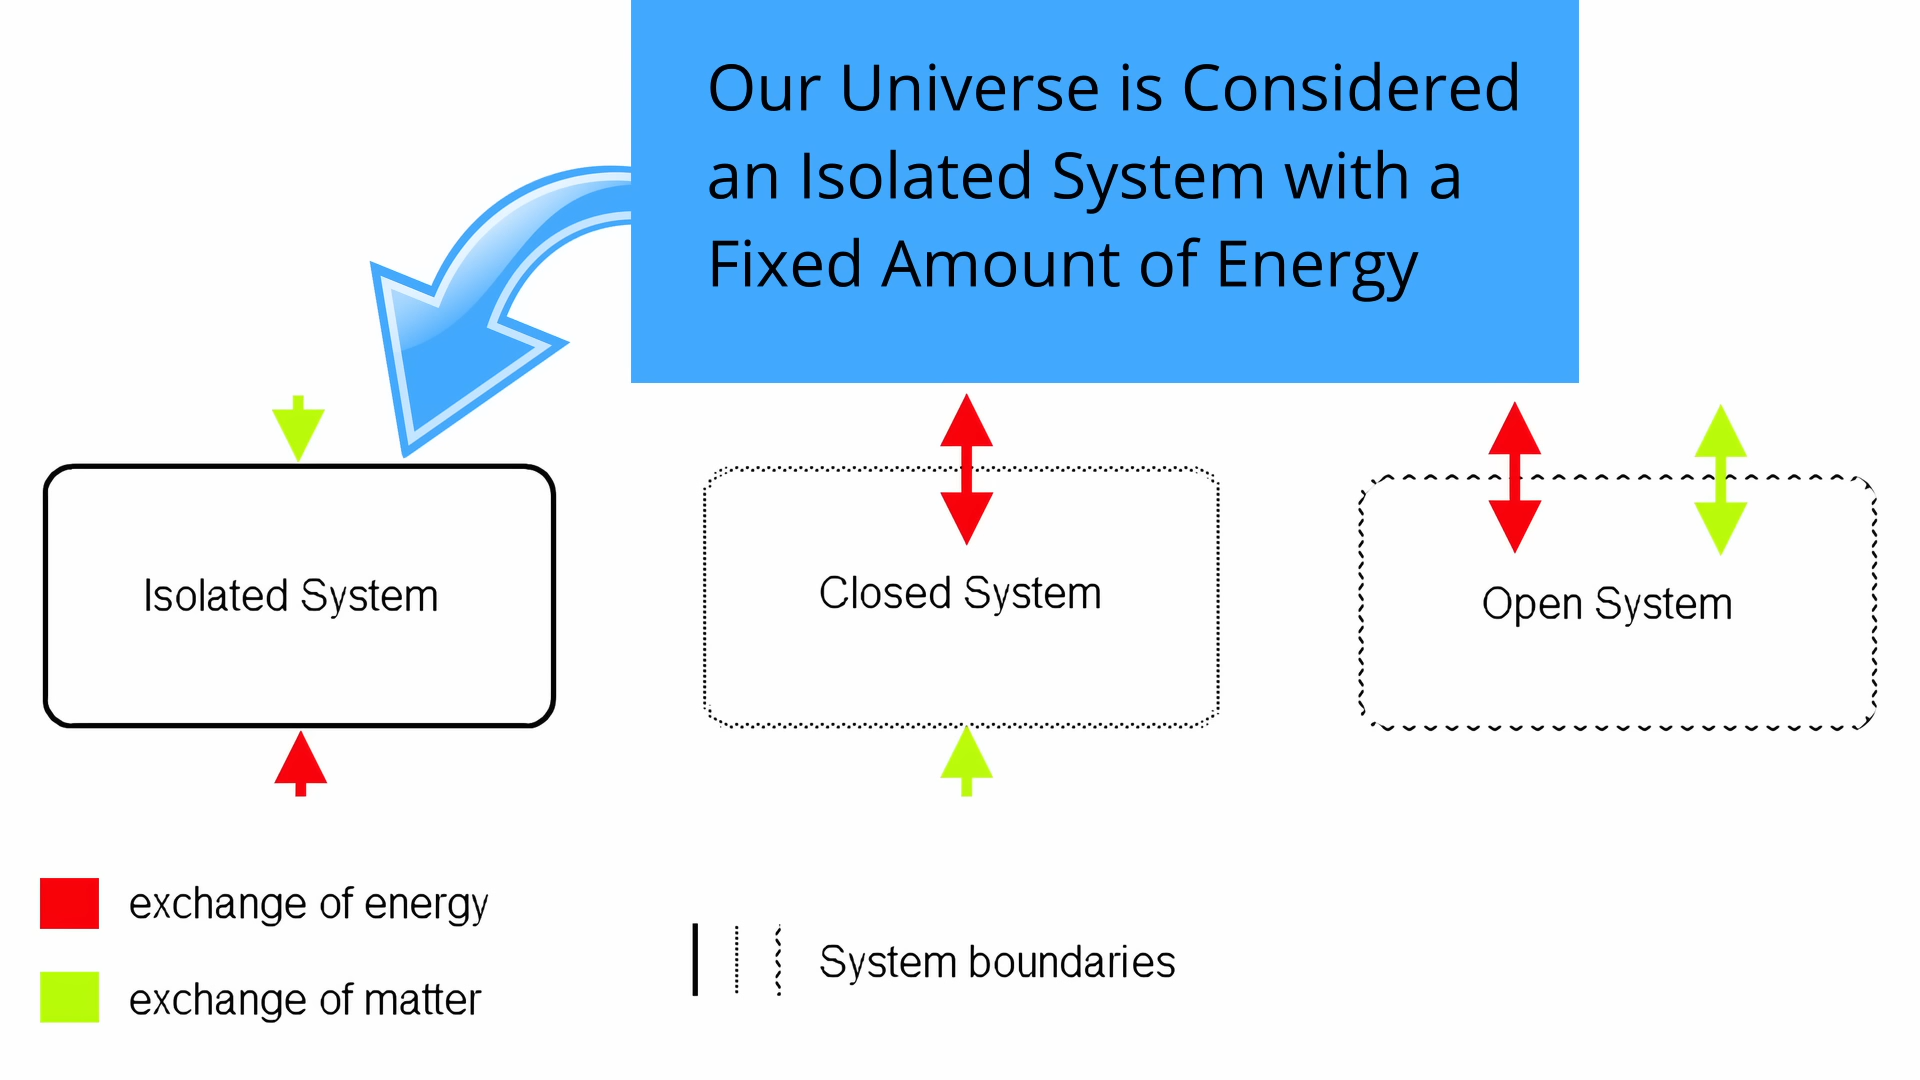 Our Universe is Considered
an Isolated System with a
Fixed Amount of Energy
Isolated System
Closed System
Open System
exchange of energy
exchange of matter
System boundaries